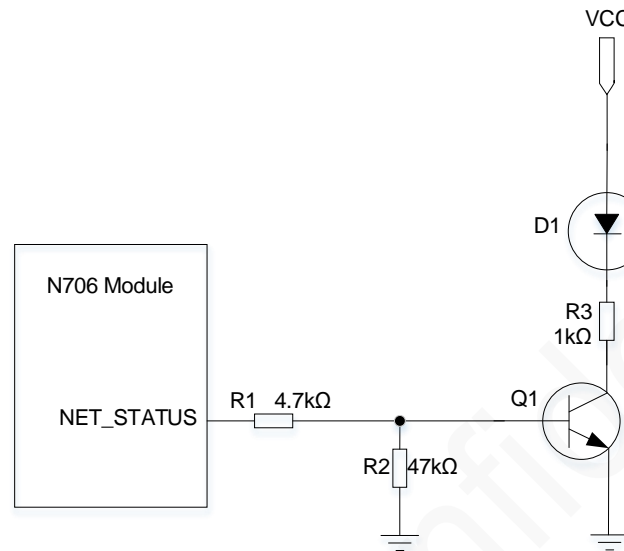 VCC
D1
N706 Module
R3
1kΩ
R1 4.7kΩ
Q1
NET_STATUS
R2 47kΩ